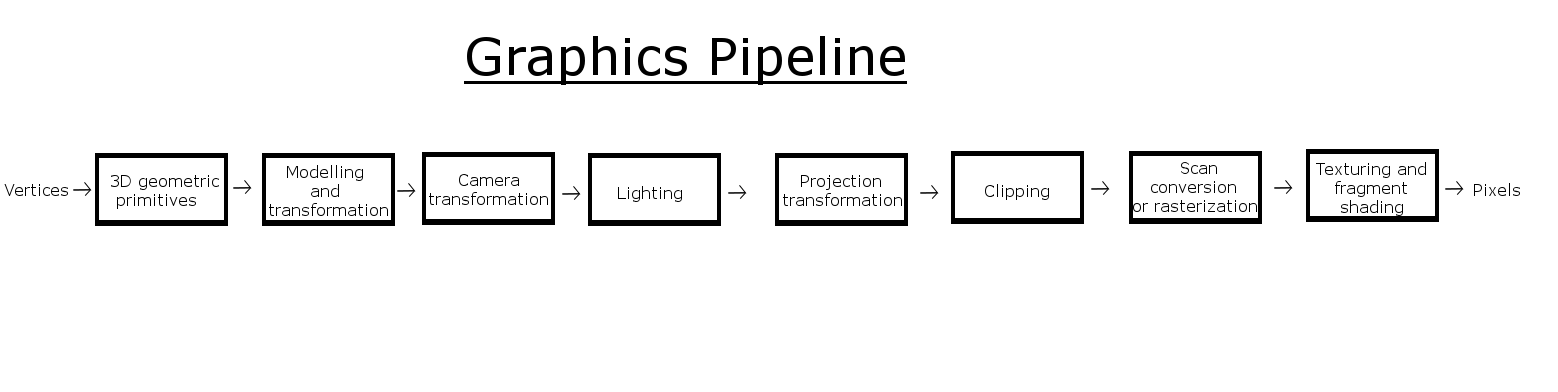 Graphics Pipeline
Vertices
3D geometric
primitives
Modelling
and
transformation
Camera
transformation
Lighting
Projection
transformation
Clipping
Scan
conversion
or rasterization
Texturing and
fragment
shading
Pixels